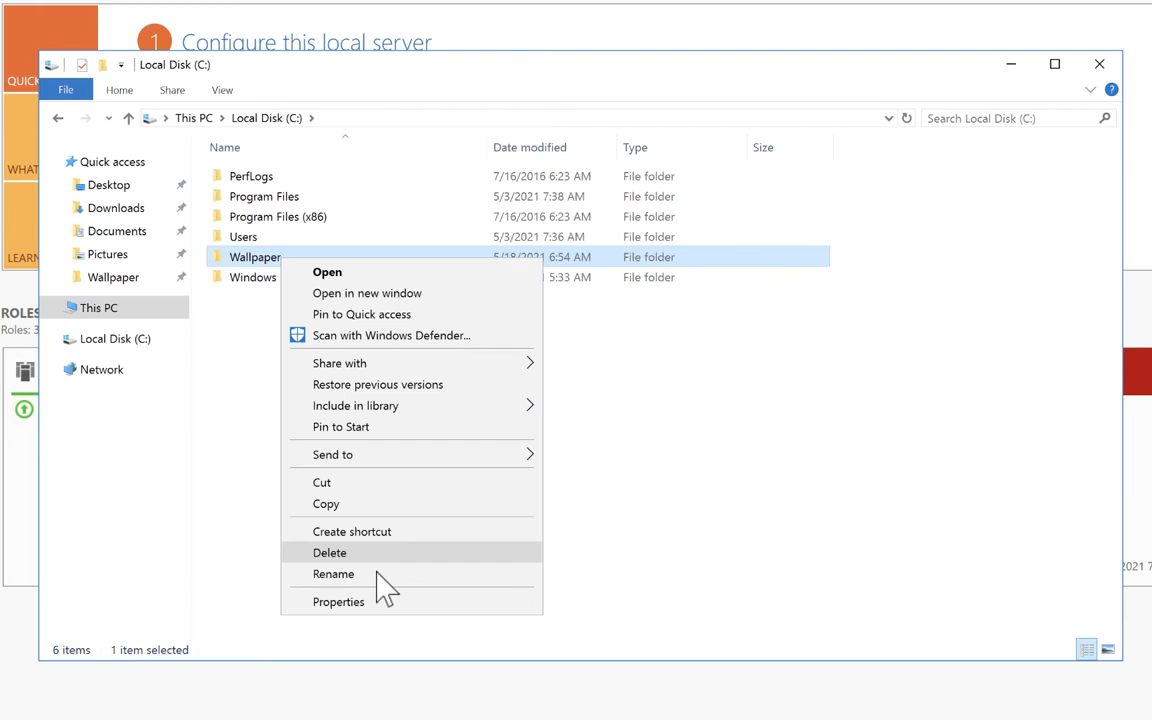 1 Configure this local server
QUICK
Local Disk (C:)
File Home Share View
This PC Local Disk (C:)
Search Local Disk (C:)
WHAT
Name Date modified Type Size
Quick access
Desktop
Downloads
Documents
Pictures
Wallpaper
This PC
Local Disk (C:)
Network
PerfLogs 7/16/2016 6:23 AM File folder
Program Files 5/3/2021 7:38 AM File folder
Program Files (x86) 7/16/2016 6:23 AM File folder
Users 5/3/2021 7:36 AM File folder
Wallpaper 5/18/2021 6:54 AM File folder
Windows 5:33 AM File folder
LEARN
ROLES
Roles: 3
Open
Open in new window
Pin to Quick access
Scan with Windows Defender...
Share with
Restore previous versions
Include in library
Pin to Start
Send to
Cut
Copy
Create shortcut
Delete
Rename
Properties
2021 7
6 items 1 item selected